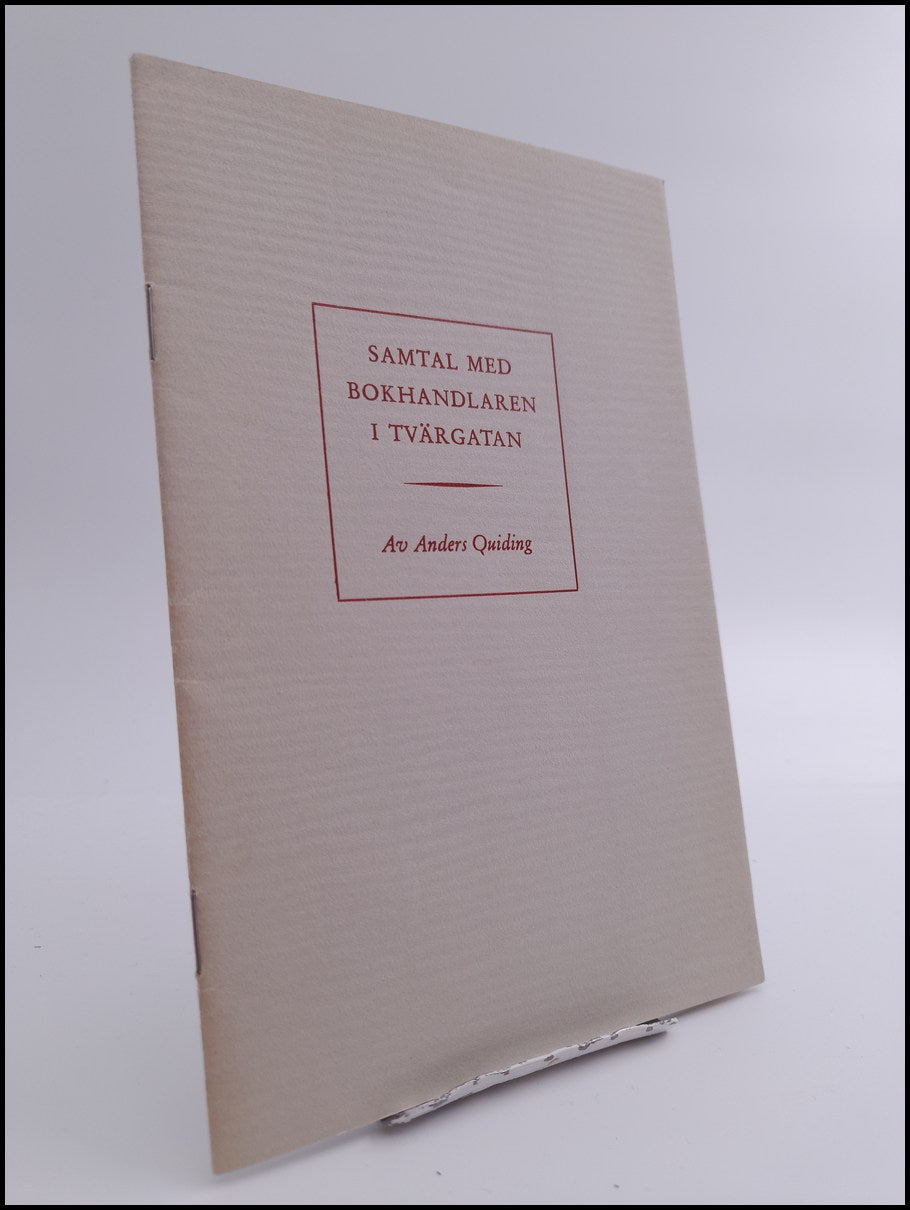 SAMTAL MED
BOKHANDLAREN
I TVÄRGATAN
Av Anders Quiding